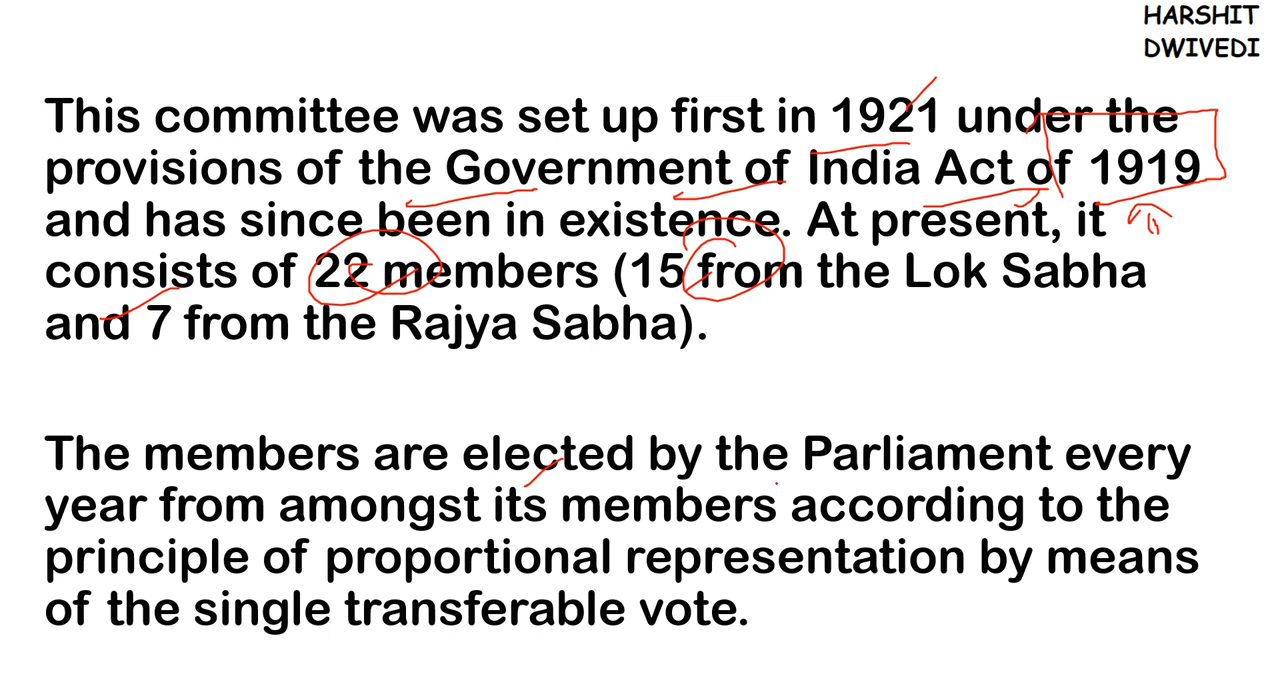 HARSHIT
DWIVEDI
This committee was set up first in 1921 under the
provisions of the Government of India Act of 1919
and has since been in existence. At present, it
consists of 22 members (15 from the Lok Sabha
and 7 from the Rajya Sabha).
The members are elected by the Parliament every
year from amongst its members according to the
principle of proportional representation by means
of the single transferable vote.